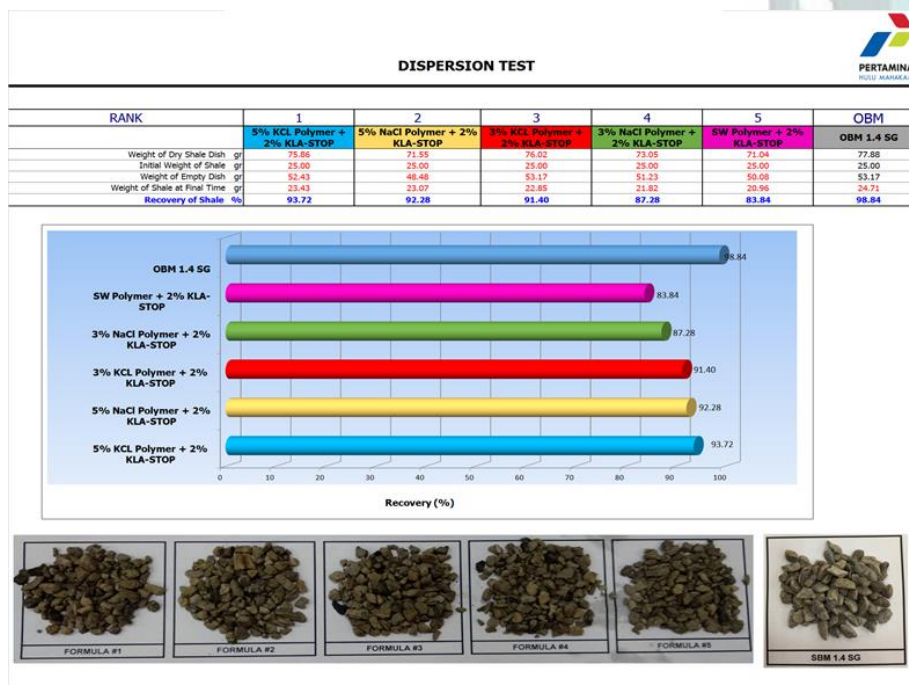 PERTAMINA
HULU MAHAKAM
DISPERSION TEST
RANK 1 2 3 4 5 OBM
5% KCL Polymer + 2% KLA-STOP 5% NaCl Polymer + 2% KLA-STOP 3% KCL Polymer + 2% KLA-STOP 3% NaCl Polymer + 2% KLA-STOP SW Polymer + 2% KLA-STOP OBM 1.4 SG
Weight of Dry Shale Dish gr 75.86 71.55 76.02 73.05 71.04 77.88
Initial Weight of Shale gr 25.00 25.00 25.00 25.00 25.00 25.00
Weight of Empty Dish gr 52.43 48.48 53.17 51.23 50.08 53.17
Weight of Shale at Final Time gr 23.43 23.07 22.85 21.82 20.96 24.71
Recovery of Shale % 93.72 92.28 91.40 87.28 83.84 98.84
OBM 1.4 SG 98.84
SW Polymer + 2% KLA-
STOP 83.84
3% NaCl Polymer + 2%
KLA-STOP 87.28
3% KCL Polymer + 2%
KLA-STOP 91.40
5% NaCl Polymer + 2%
KLA-STOP 92.28
5% KCL Polymer + 2%
KLA-STOP 93.72
0 10 20 30 40 50 60 70 80 90 100
Recovery (%)
FORMULA #1 FORMULA #2 FORMULA #3 FORMULA #4 FORMULA #5 SBM 1.4 SG